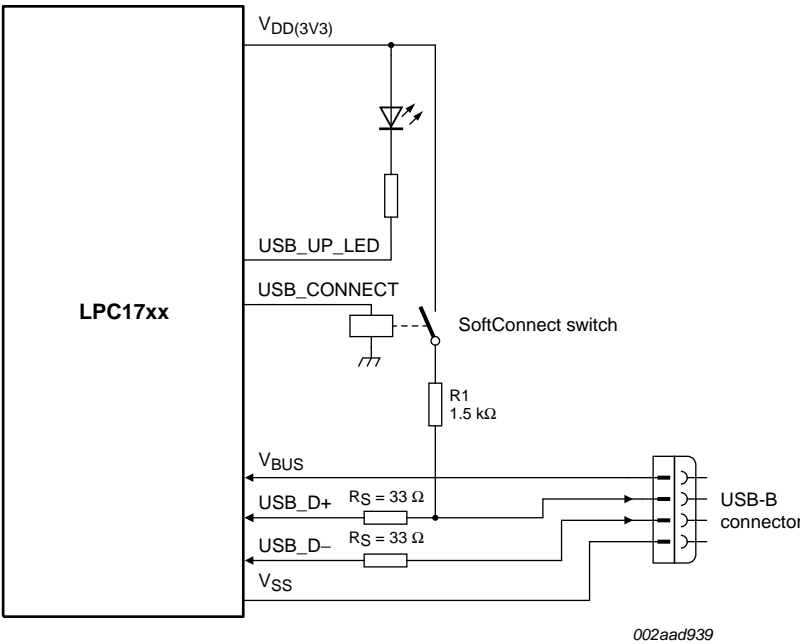 VDD(3V3)
USB_UP_LED
USB_CONNECT
LPC17xx
SoftConnect switch
R1
1.5 kΩ
VBUS
USB_D+
RS = 33 Ω
USB-B
connector
USB_D−
RS = 33 Ω
VSS
002aad939